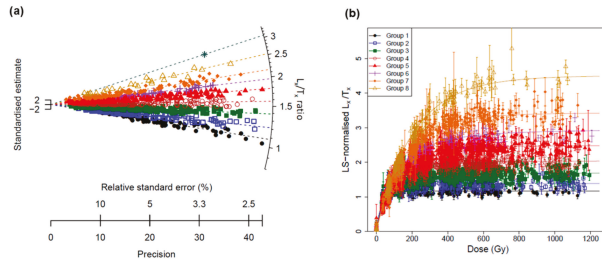 (a)
Standardised estimate
2
−2
3
2.5
2
1.5
1
Lx/Tx ratio
Relative standard error (%)
10 5 3.3 2.5
0 10 20 30 40
Precision
(b)
LS−normalised Lx/Tx
5
4
3
2
1
0
Group 1
Group 2
Group 3
Group 4
Group 5
Group 6
Group 7
Group 8
0 200 400 600 800 1000 1200
Dose (Gy)